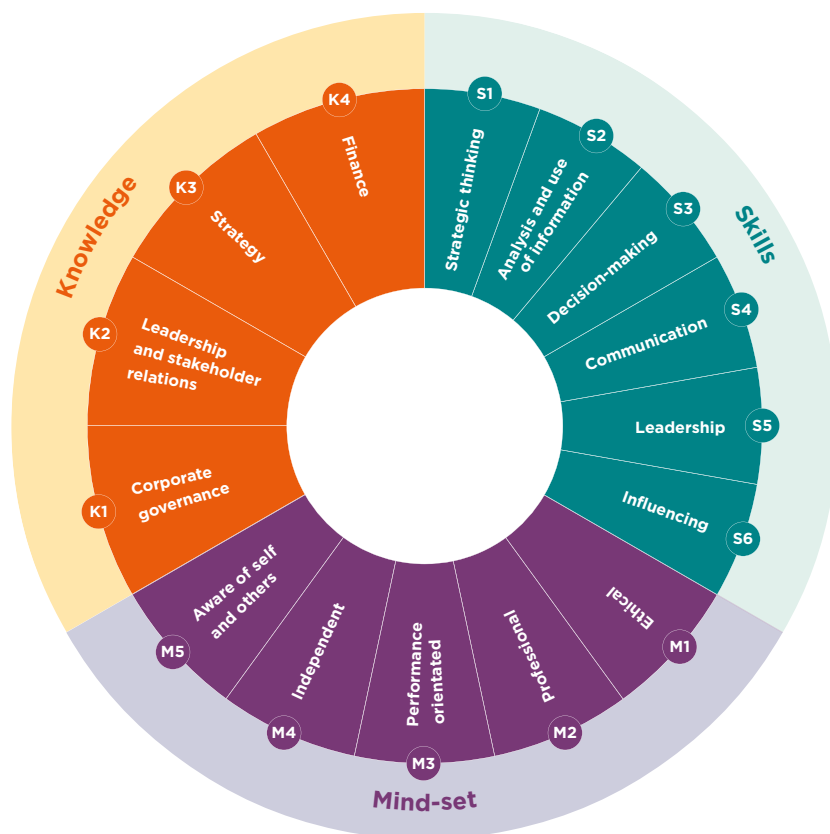 Knowledge
K4
Finance
K3
Strategy
K2
Leadership
and stakeholder
relations
K1
Corporate
governance
Skills
S1
Strategic thinking
S2
Analysis and use
of information
S3
Decision-making
S4
Communication
S5
Leadership
S6
Influencing
Mind-set
M1
Ethical
M2
Professional
M3
Performance
orientated
M4
Independent
M5
Aware of self
and others